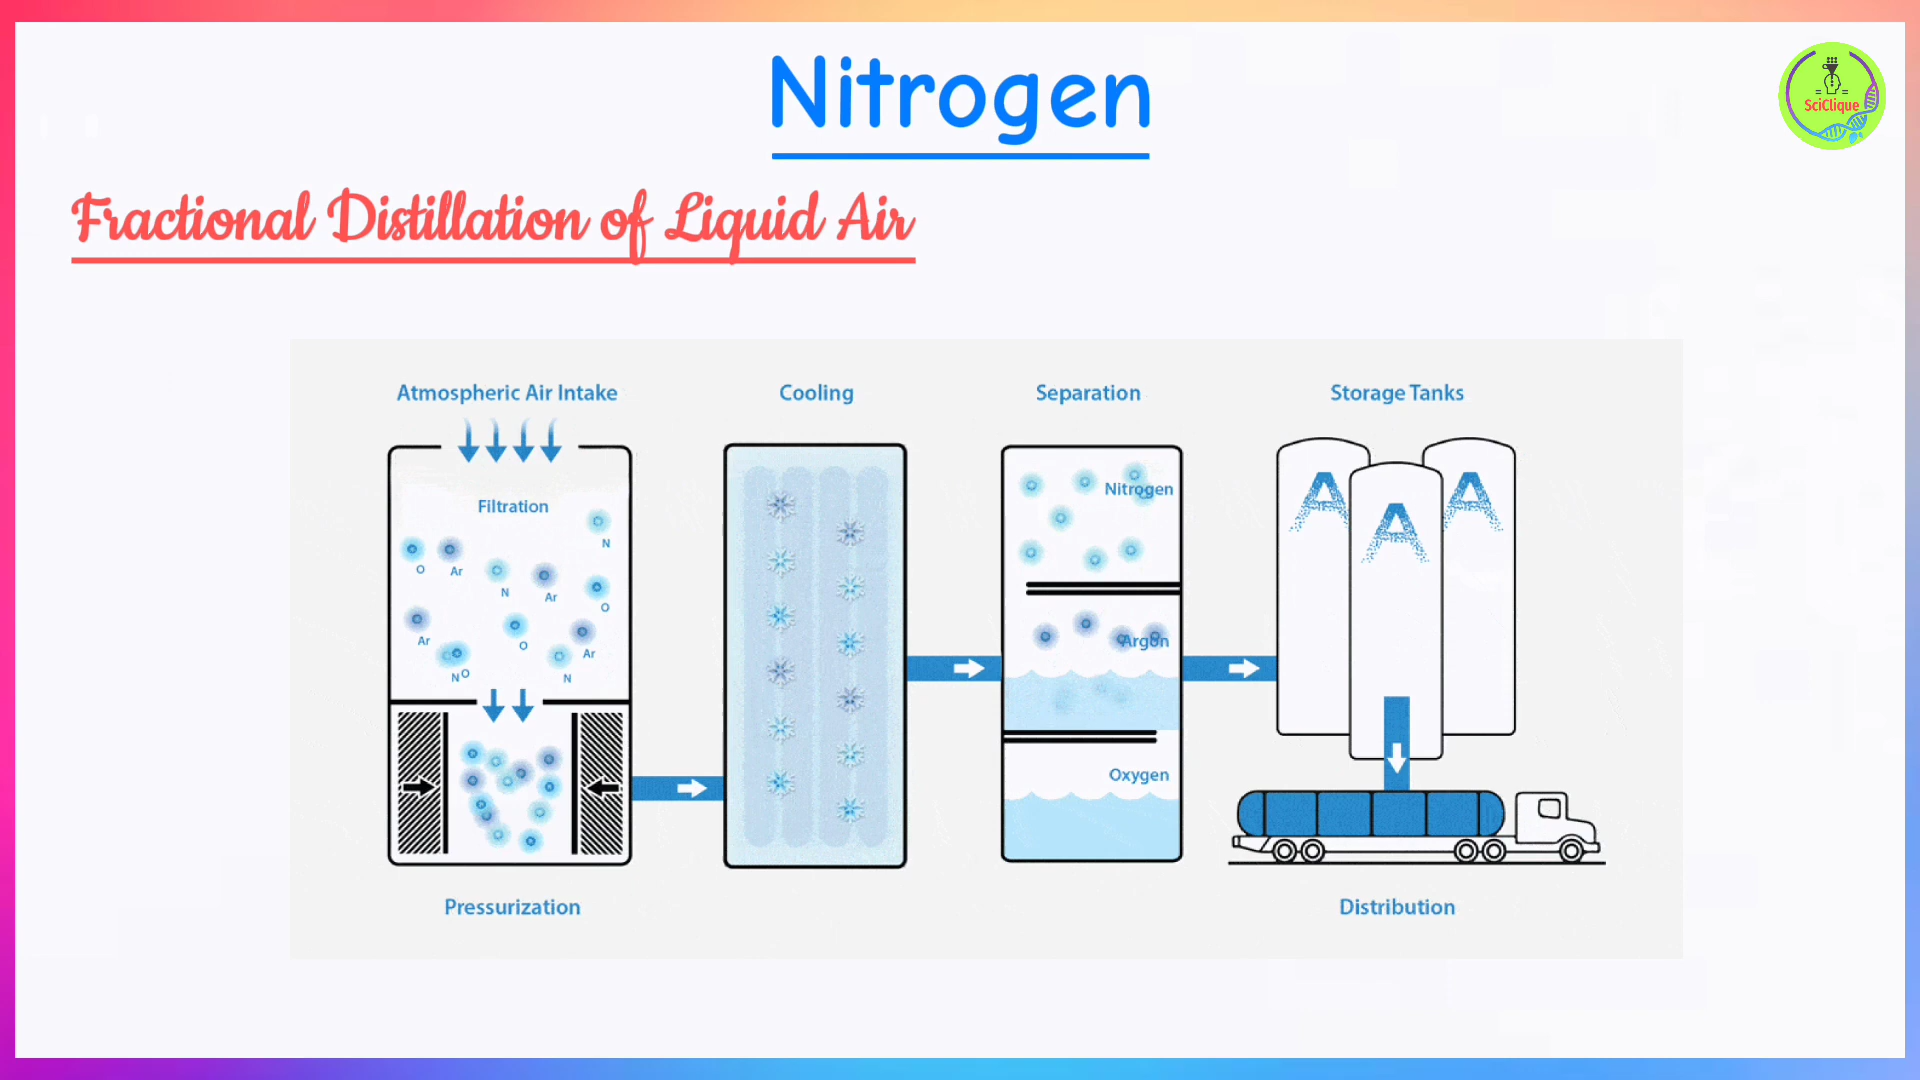 Nitrogen
SciClique
Fractional Distillation of Liquid Air
Atmospheric Air Intake
Cooling
Separation
Storage Tanks
Filtration
N
O
Ar
N
Ar
O
Ar
O
Ar
N
O
N
Nitrogen
Argon
Oxygen
A
A
A
Pressurization
Distribution